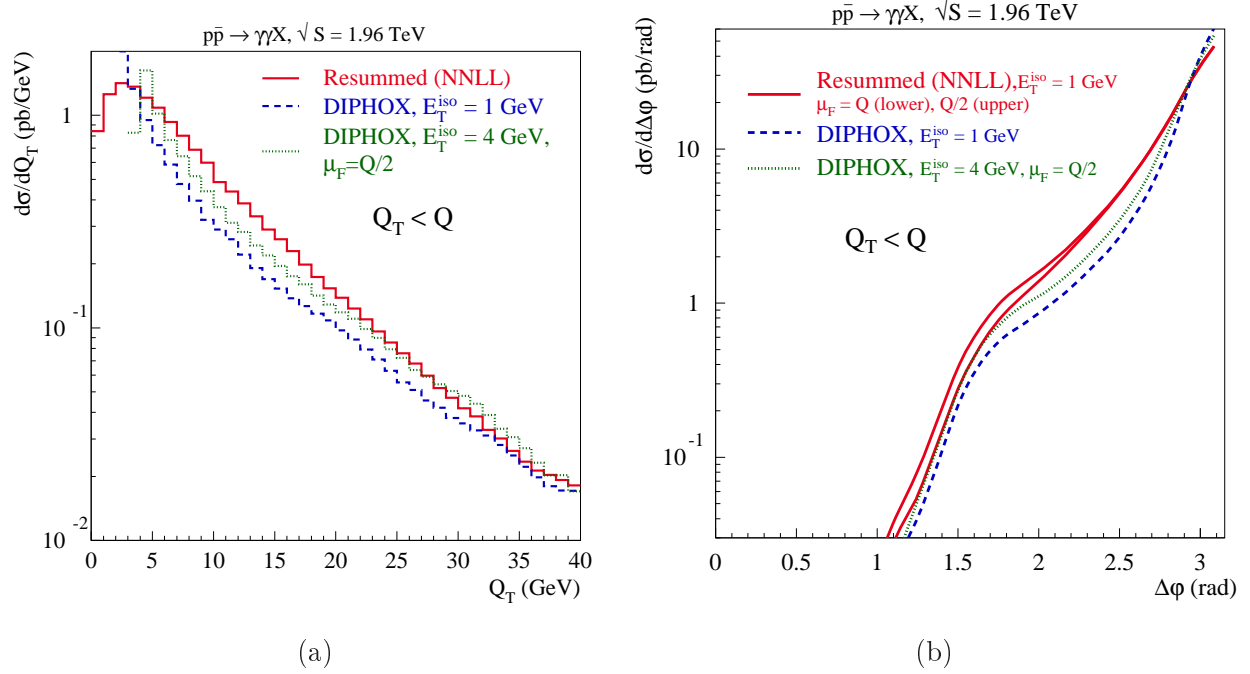 pp̄ → γγX, √S = 1.96 TeV
dσ/dQ_T (pb/GeV)
Resummed (NNLL)
DIPHOX, E_T^iso = 1 GeV
DIPHOX, E_T^iso = 4 GeV,
μ_F=Q/2
Q_T < Q
1
10^-1
10^-2
0 5 10 15 20 25 30 35 40
Q_T (GeV)
(a)
pp̄ → γγX, √S = 1.96 TeV
dσ/dΔφ (pb/rad)
Resummed (NNLL),E_T^iso = 1 GeV
μ_F = Q (lower), Q/2 (upper)
DIPHOX, E_T^iso = 1 GeV
DIPHOX, E_T^iso = 4 GeV, μ_F = Q/2
Q_T < Q
10
1
10^-1
0 0.5 1 1.5 2 2.5 3
Δφ (rad)
(b)